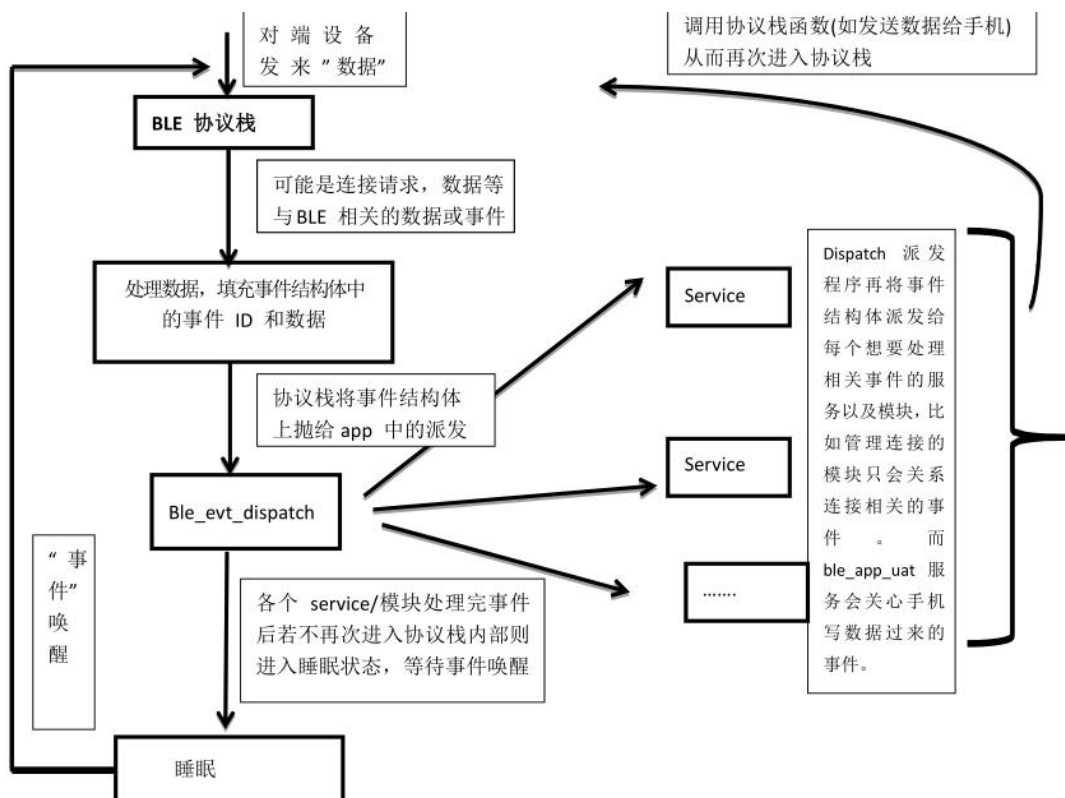 对端设备
发来"数据"
调用协议栈函数(如发送数据给手机)
从而再次进入协议栈
BLE 协议栈
可能是连接请求，数据等
与BLE 相关的数据或事件
处理数据，填充事件结构体中
的事件 ID 和数据
协议栈将事件结构体
上抛给 app 中的派发
Ble_evt_dispatch
Service
Service
.......
Dispatch 派发
程序再将事件
结构体派发给
每个想要处理
相关事件的服
务以及模块，比
如管理连接的
模块只会关系
连接相关的事
件。而
ble_app_uat 服
务会关心手机
写数据过来的
事件。
"事
件"
唤
醒
各个 service/模块处理完事件
后若不再次进入协议栈内部则
进入睡眠状态，等待事件唤醒
睡眠